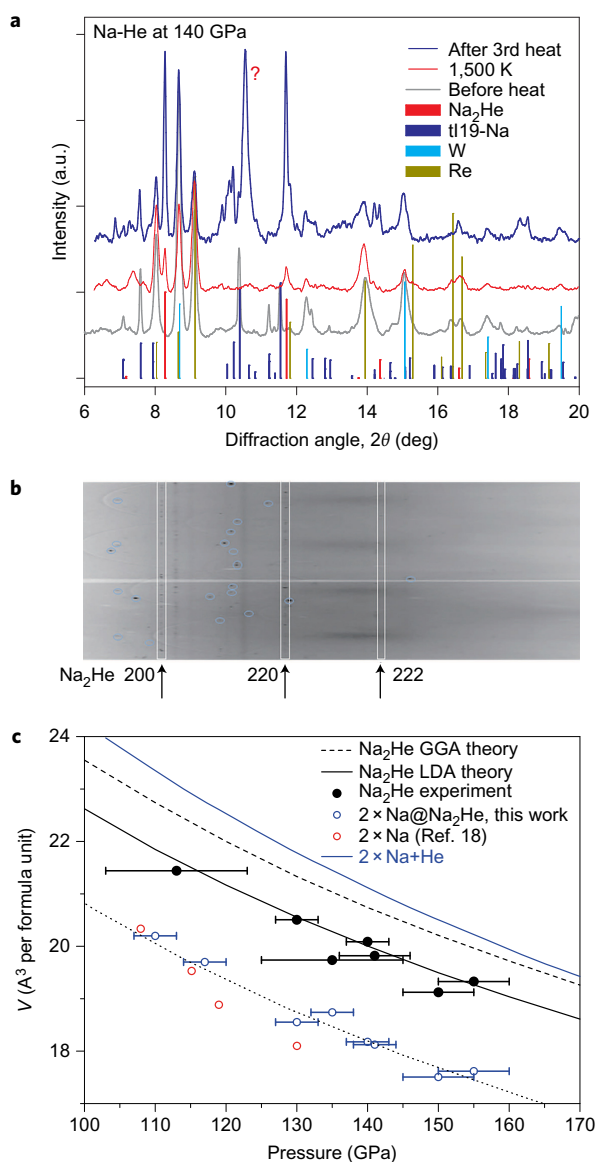 a
Na-He at 140 GPa
After 3rd heat
1,500 K
Before heat
Na₂He
tI19-Na
W
Re
?
Intensity (a.u.)
6 8 10 12 14 16 18 20
Diffraction angle, 2θ (deg)
b
Na₂He 200 220 222
c
24
22
20
18
V (A³ per formula unit)
Na₂He GGA theory
Na₂He LDA theory
Na₂He experiment
2 × Na@Na₂He, this work
2 × Na (Ref. 18)
2 × Na+He
100 110 120 130 140 150 160 170
Pressure (GPa)